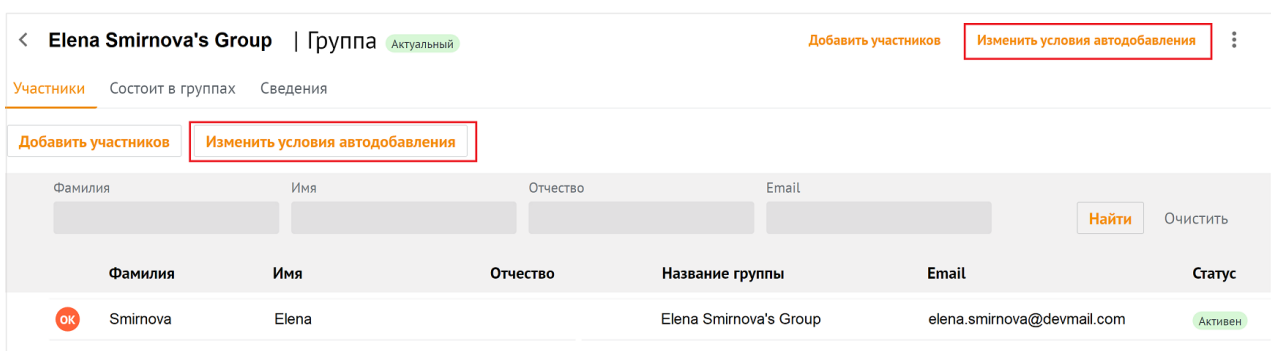 Elena Smirnova's Group | Группа Актуальный Добавить участников Изменить условия автодобавления
Участники Состоит в группах Сведения
Добавить участников Изменить условия автодобавления
Фамилия Имя Отчество Email
Найти Очистить
Фамилия Имя Отчество Название группы Email Статус
ОК Smirnova Elena Elena Smirnova's Group elena.smirnova@devmail.com Активен